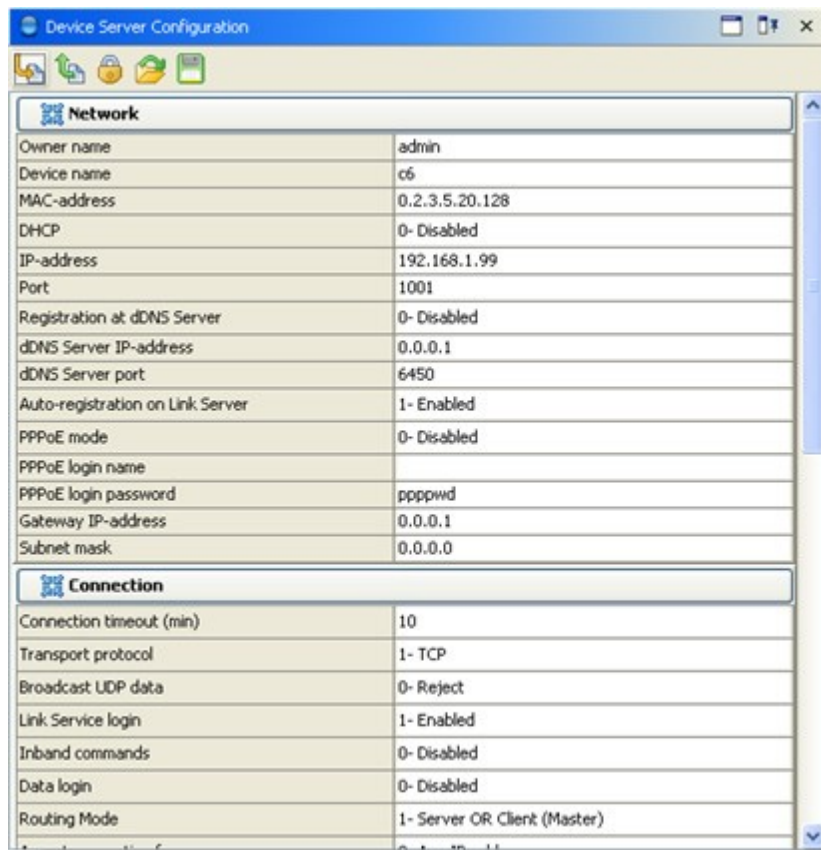 Device Server Configuration
Network
Owner name admin
Device name c6
MAC-address 0.2.3.5.20.128
DHCP 0- Disabled
IP-address 192.168.1.99
Port 1001
Registration at dDNS Server 0- Disabled
dDNS Server IP-address 0.0.0.1
dDNS Server port 6450
Auto-registration on Link Server 1- Enabled
PPPoE mode 0- Disabled
PPPoE login name
PPPoE login password ppppwd
Gateway IP-address 0.0.0.1
Subnet mask 0.0.0.0
Connection
Connection timeout (min) 10
Transport protocol 1- TCP
Broadcast UDP data 0- Reject
Link Service login 1- Enabled
Inband commands 0- Disabled
Data login 0- Disabled
Routing Mode 1- Server OR Client (Master)